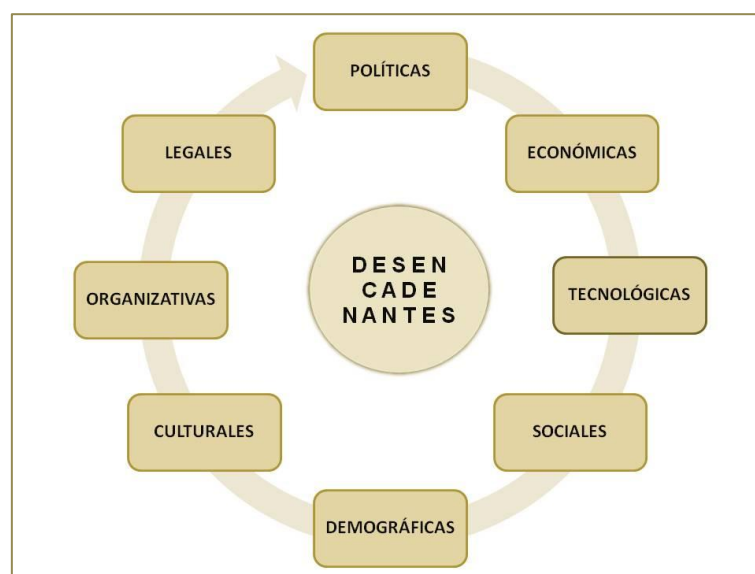 POLÍTICAS
ECONÓMICAS
TECNOLÓGICAS
SOCIALES
DEMOGRÁFICAS
CULTURALES
ORGANIZATIVAS
LEGALES
DESEN
CADE
NANTES